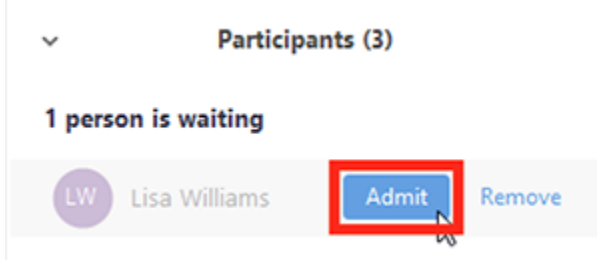 Participants (3)
1 person is waiting
LW Lisa Williams Admit Remove